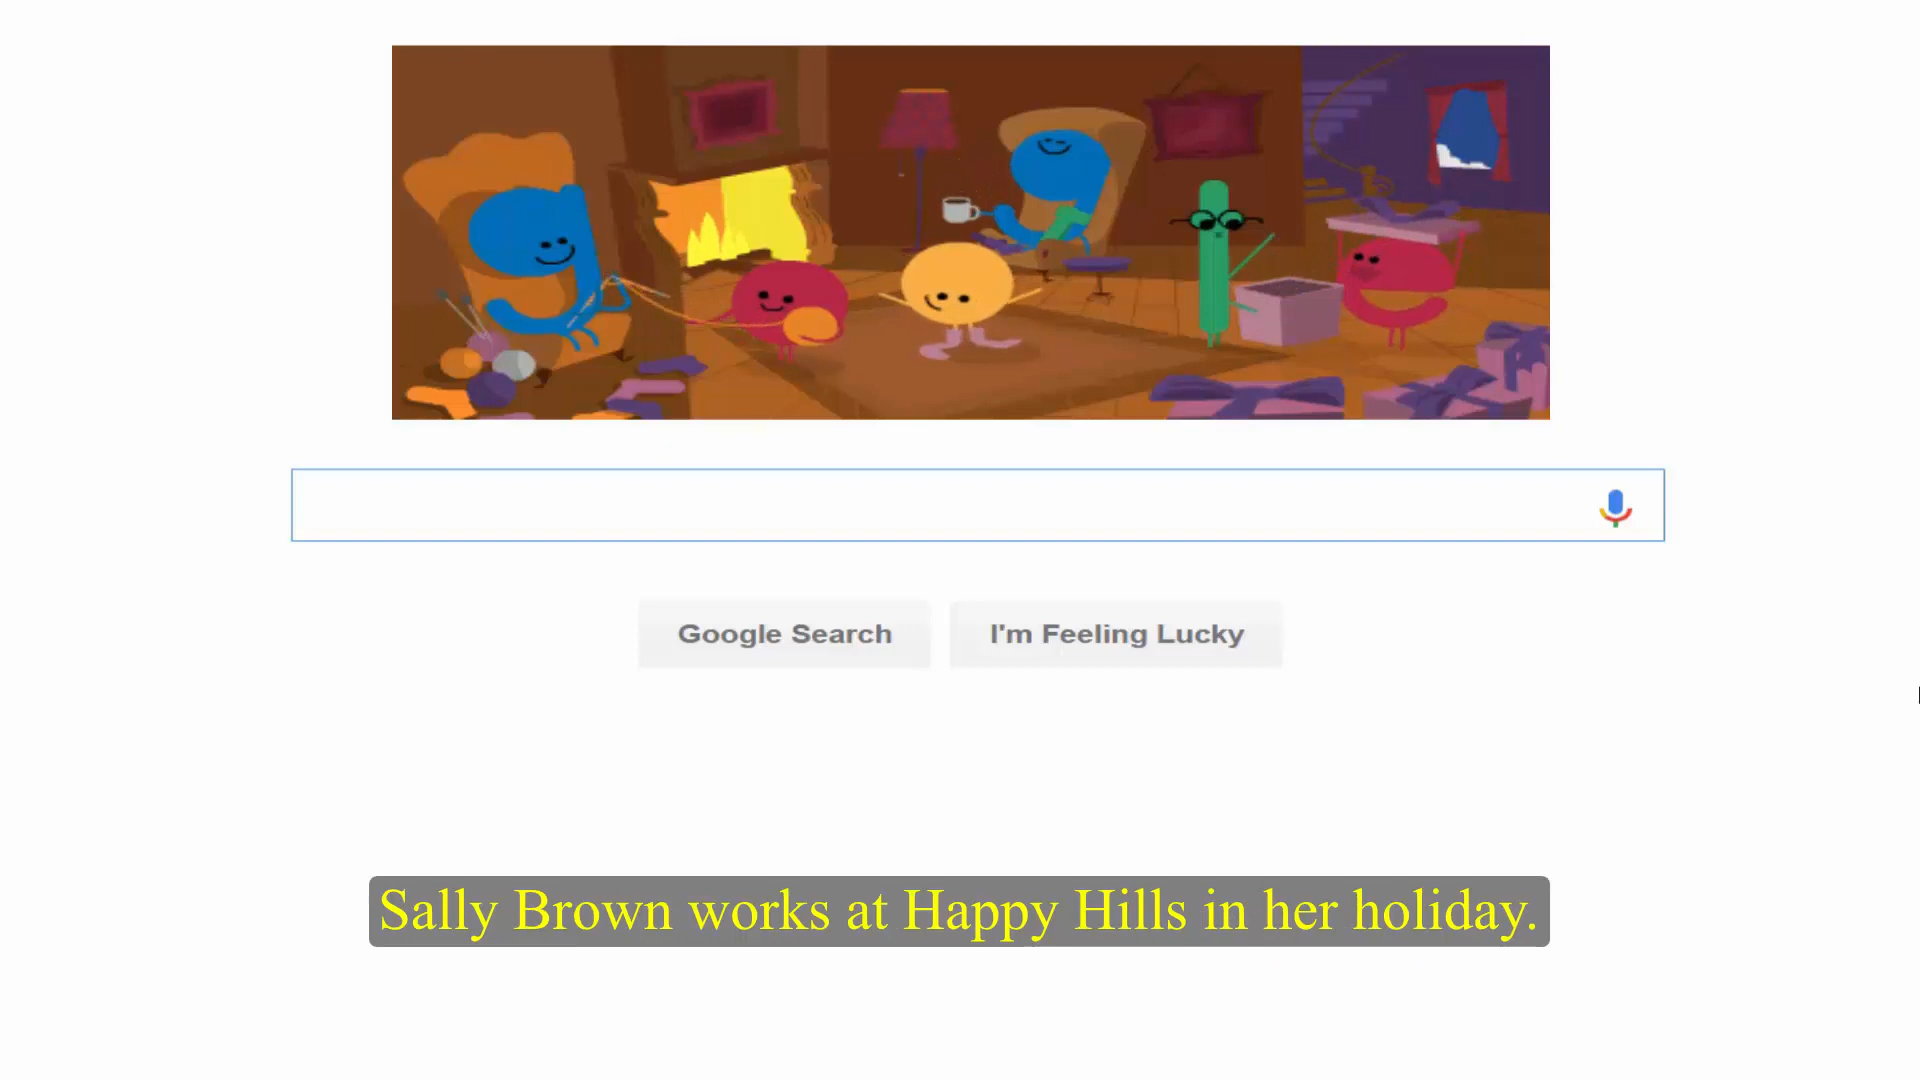 Google Search
I'm Feeling Lucky
Sally Brown works at Happy Hills in her holiday.